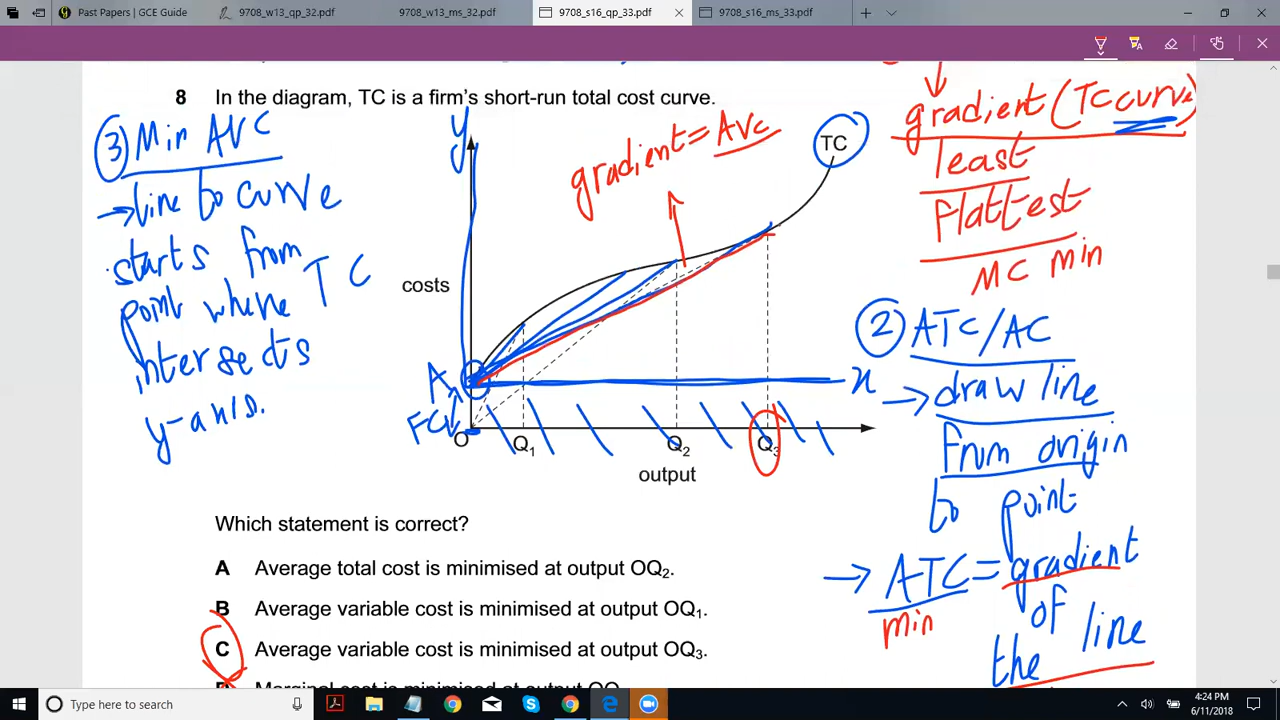 Past Papers | GCE Guide
9708_w13_qp_32.pdf
9708_w13_ms_32.pdf
9708_s16_qp_33.pdf
9708_s16_ms_33.pdf
8 In the diagram, TC is a firm’s short-run total cost curve.
gradient (TC curve)
least
flattest
MC min
③ Min AVC
→ line to curve
starts from
point where TC
intersects
y-axis.
y
gradient = AVC
TC
costs
A
FC
O
x
Q1
Q2
Q3
output
② ATC/AC
→ draw line
from origin
to point
→ ATC = gradient
min
of
the line
Which statement is correct?
A Average total cost is minimised at output OQ2.
B Average variable cost is minimised at output OQ1.
C Average variable cost is minimised at output OQ3.
Type here to search
4:24 PM
6/11/2018